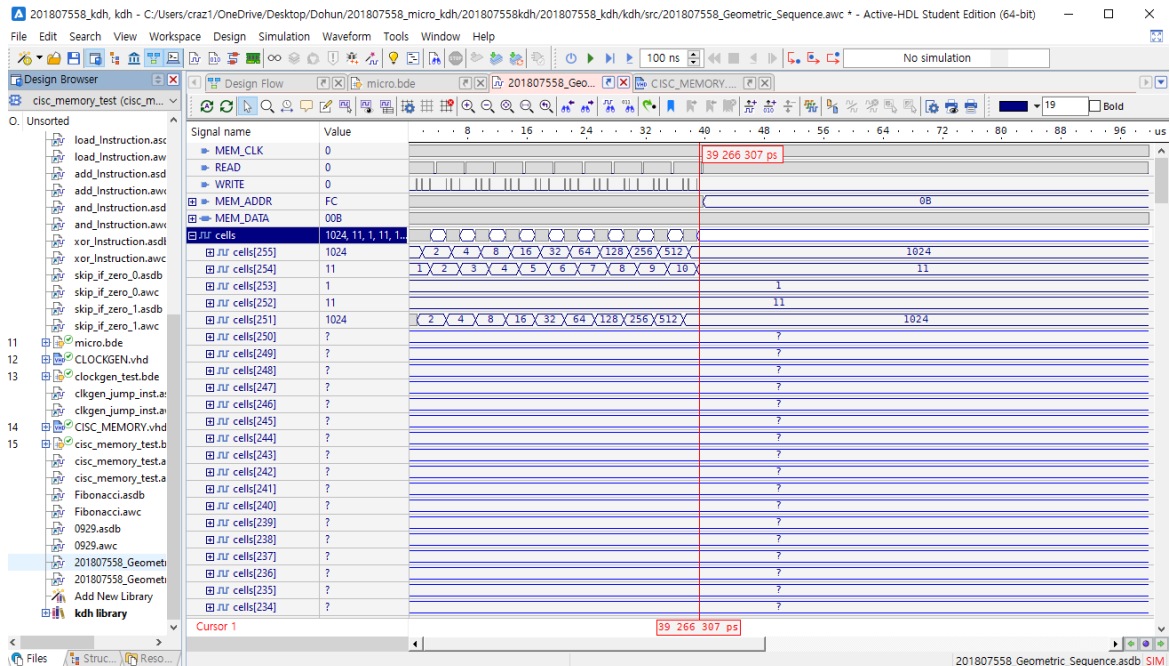 201807558_kdh, kdh - C:/Users/craz1/OneDrive/Desktop/Dohun/201807558_micro_kdh/201807558kdh/201807558_kdh/kdh/src/201807558_Geometric_Sequence.awc * - Active-HDL Student Edition (64-bit)
File Edit Search View Workspace Design Simulation Waveform Tools Window Help
100 ns No simulation
Design Browser
Design Flow micro.bde 201807558_Geo... CISC_MEMORY....
cisc_memory_test (cisc_m...
19 Bold
O. Unsorted
Signal name Value 8 16 24 32 40 48 56 64 72 80 88 96 us
load_Instruction.asc
load_Instruction.aw
add_Instruction.asd
add_Instruction.awc
and_Instruction.asd
and_Instruction.awc
xor_Instruction.asdl
xor_Instruction.awc
skip_if_zero_0.asdb
skip_if_zero_0.awc
skip_if_zero_1.asdb
skip_if_zero_1.awc
11 micro.bde
12 CLOCKGEN.vhd
13 clockgen_test.bde
clkgen_jump_inst.as
clkgen_jump_inst.a
14 CISC_MEMORY.vhd
15 cisc_memory_test.b
cisc_memory_test.a
cisc_memory_test.a
Fibonacci.asdb
Fibonacci.awc
0929.asdb
0929.awc
201807558_Geomet
201807558_Geomet
Add New Library
kdh library
MEM_CLK 0
39 266 307 ps
READ 0
WRITE 0
MEM_ADDR FC 0B
MEM_DATA 00B
cells 1024, 11, 1, 11, 1...
cells[255] 1024 2 4 8 16 32 64 128 256 512 1024
cells[254] 11 1 2 3 4 5 6 7 8 9 10 11
cells[253] 1 1
cells[252] 11 11
cells[251] 1024 2 4 8 16 32 64 128 256 512 1024
cells[250] ? ?
cells[249] ? ?
cells[248] ? ?
cells[247] ? ?
cells[246] ? ?
cells[245] ? ?
cells[244] ? ?
cells[243] ? ?
cells[242] ? ?
cells[241] ? ?
cells[240] ? ?
cells[239] ? ?
cells[238] ? ?
cells[237] ? ?
cells[236] ? ?
cells[235] ? ?
cells[234] ? ?
Cursor 1 39 266 307 ps
Files Struc... Reso...
201807558_Geometric_Sequence.asdb SIM